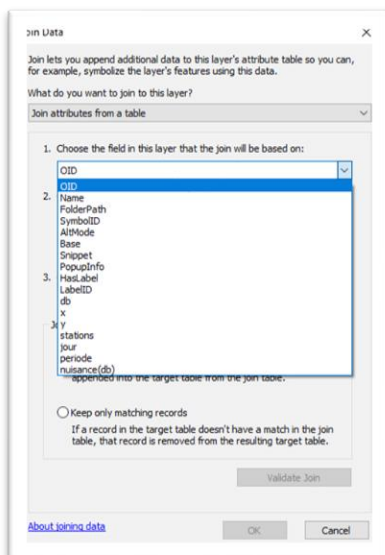 Join Data
Join lets you append additional data to this layer's attribute table so you can,
for example, symbolize the layer's features using this data.
What do you want to join to this layer?
Join attributes from a table
1. Choose the field in this layer that the join will be based on:
OID
OID
2.
Name
FolderPath
SymbolID
AltMode
Base
Snippet
PopupInfo
3.
HasLabel
LabelID
db
x
y
stations
jour
periode
nuisance(db)
appended into the target table from the join table.
Keep only matching records
If a record in the target table doesn't have a match in the join
table, that record is removed from the resulting target table.
Validate Join
About joining data
OK
Cancel